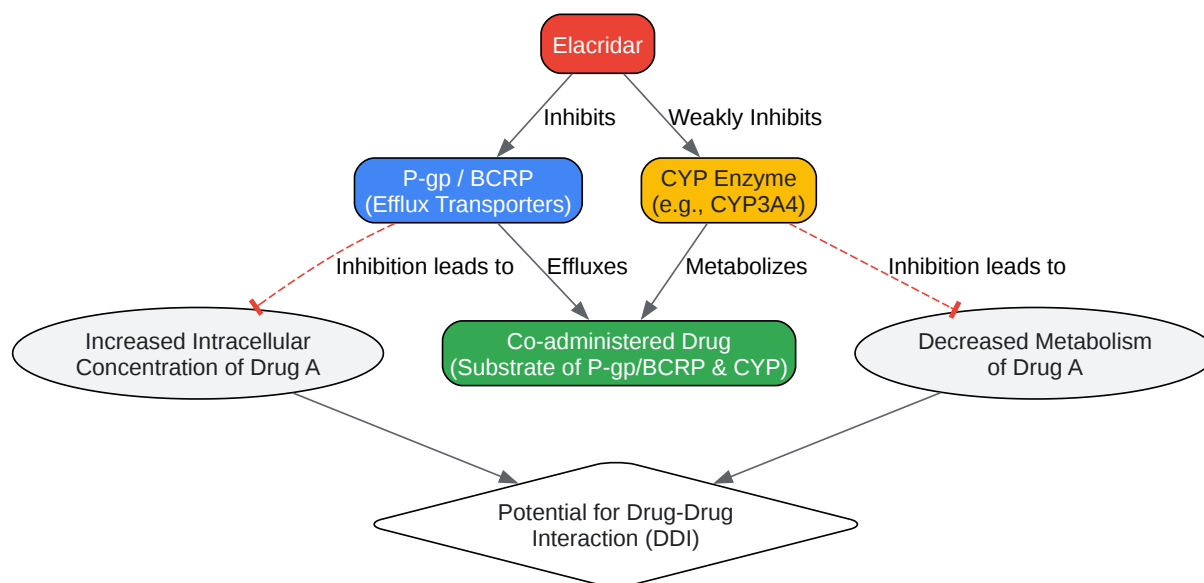 Elacridar
Inhibits
Weakly Inhibits
P-gp / BCRP
(Efflux Transporters)
CYP Enzyme
(e.g., CYP3A4)
Inhibition leads to
Effluxes
Metabolizes
Inhibition leads to
Increased Intracellular
Concentration of Drug A
Co-administered Drug
(Substrate of P-gp/BCRP & CYP)
Decreased Metabolism
of Drug A
Potential for Drug-Drug
Interaction (DDI)